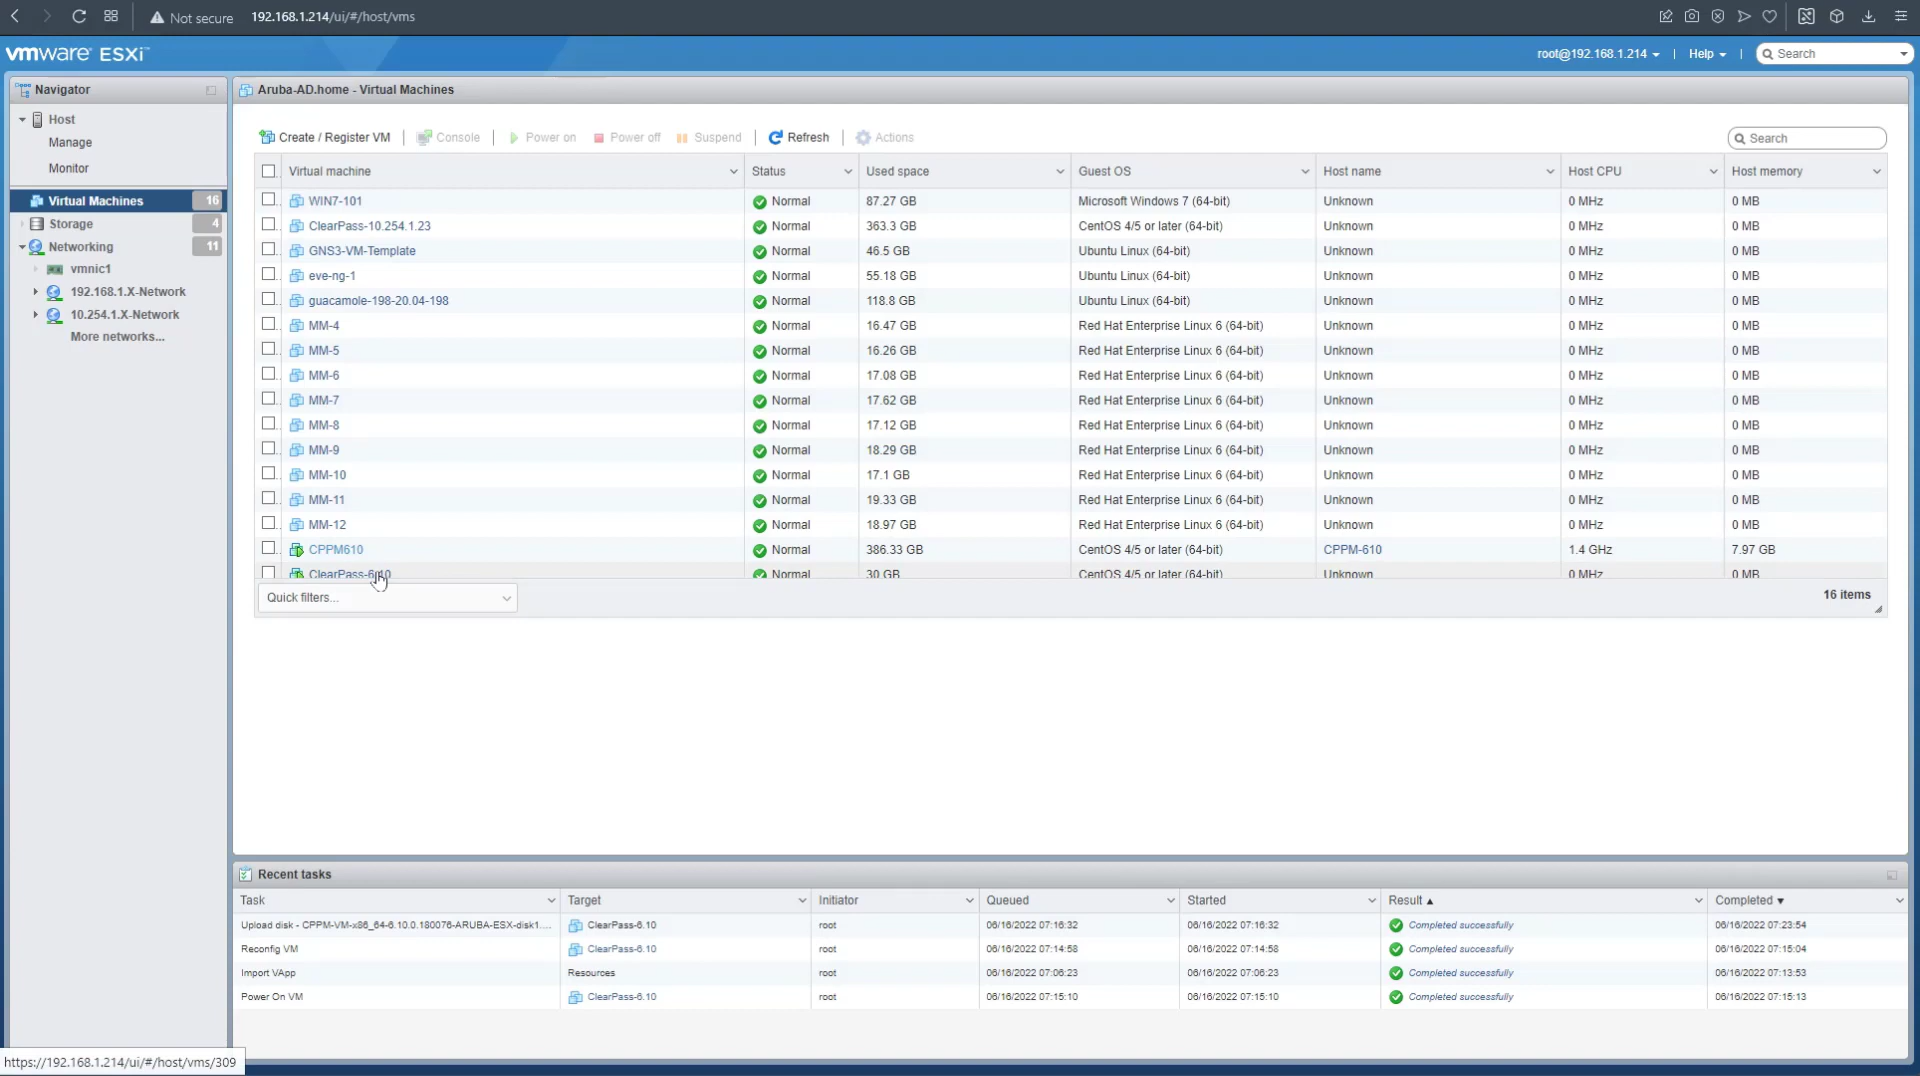 Not secure 192.168.1.214/ui/#/host/vms
vmware ESXi™
root@192.168.1.214 | Help | Search
Navigator
Host
Manage
Monitor
Virtual Machines 16
Storage 4
Networking 11
vmnic1
192.168.1.X-Network
10.254.1.X-Network
More networks...
Aruba-AD.home - Virtual Machines
Create / Register VM | Console | Power on Power off Suspend | Refresh | Actions
Search
Virtual machine Status Used space Guest OS Host name Host CPU Host memory
WIN7-101 Normal 87.27 GB Microsoft Windows 7 (64-bit) Unknown 0 MHz 0 MB
ClearPass-10.254.1.23 Normal 363.3 GB CentOS 4/5 or later (64-bit) Unknown 0 MHz 0 MB
GNS3-VM-Template Normal 46.5 GB Ubuntu Linux (64-bit) Unknown 0 MHz 0 MB
eve-ng-1 Normal 55.18 GB Ubuntu Linux (64-bit) Unknown 0 MHz 0 MB
guacamole-198-20.04-198 Normal 118.8 GB Ubuntu Linux (64-bit) Unknown 0 MHz 0 MB
MM-4 Normal 16.47 GB Red Hat Enterprise Linux 6 (64-bit) Unknown 0 MHz 0 MB
MM-5 Normal 16.26 GB Red Hat Enterprise Linux 6 (64-bit) Unknown 0 MHz 0 MB
MM-6 Normal 17.08 GB Red Hat Enterprise Linux 6 (64-bit) Unknown 0 MHz 0 MB
MM-7 Normal 17.62 GB Red Hat Enterprise Linux 6 (64-bit) Unknown 0 MHz 0 MB
MM-8 Normal 17.12 GB Red Hat Enterprise Linux 6 (64-bit) Unknown 0 MHz 0 MB
MM-9 Normal 18.29 GB Red Hat Enterprise Linux 6 (64-bit) Unknown 0 MHz 0 MB
MM-10 Normal 17.1 GB Red Hat Enterprise Linux 6 (64-bit) Unknown 0 MHz 0 MB
MM-11 Normal 19.33 GB Red Hat Enterprise Linux 6 (64-bit) Unknown 0 MHz 0 MB
MM-12 Normal 18.97 GB Red Hat Enterprise Linux 6 (64-bit) Unknown 0 MHz 0 MB
CPPM610 Normal 386.33 GB CentOS 4/5 or later (64-bit) CPPM-610 1.4 GHz 7.97 GB
ClearPass-6.10 Normal 30 GB CentOS 4/5 or later (64-bit) Unknown 0 MHz 0 MB
Quick filters...
16 items
Recent tasks
Task Target Initiator Queued Started Result ▲ Completed ▼
Upload disk - CPPM-VM-x86_64-6.10.0.180076-ARUBA-ESX-disk1.... ClearPass-6.10 root 06/16/2022 07:16:32 06/16/2022 07:16:32 Completed successfully 06/16/2022 07:23:54
Reconfig VM ClearPass-6.10 root 06/16/2022 07:14:58 06/16/2022 07:14:58 Completed successfully 06/16/2022 07:15:04
Import VApp Resources root 06/16/2022 07:06:23 06/16/2022 07:06:23 Completed successfully 06/16/2022 07:13:53
Power On VM ClearPass-6.10 root 06/16/2022 07:15:10 06/16/2022 07:15:10 Completed successfully 06/16/2022 07:15:13
https://192.168.1.214/ui/#/host/vms/309